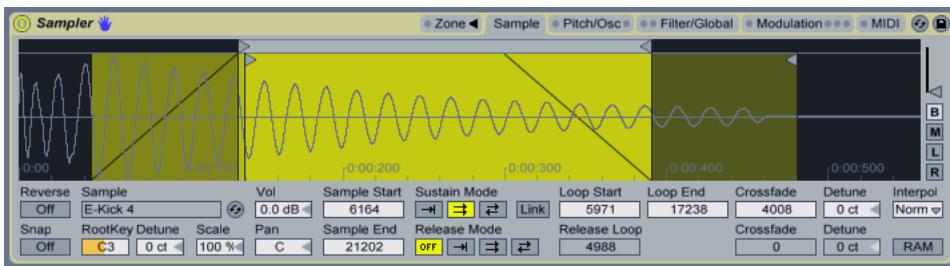 Sampler Zone Sample Pitch/Osc Filter/Global Modulation MIDI
B
M
L
R
0:00 0:00:200 0:00:300 0:00:400 0:00:500
Reverse Sample Vol Sample Start Sustain Mode Loop Start Loop End Crossfade Detune Interpol
Off E-Kick 4 0.0 dB 6164 Link 5971 17238 4008 0 ct Norm
Snap RootKey Detune Scale Pan Sample End Release Mode Release Loop Crossfade Detune
Off C3 0 ct 100 % C 21202 OFF 4988 0 0 ct RAM